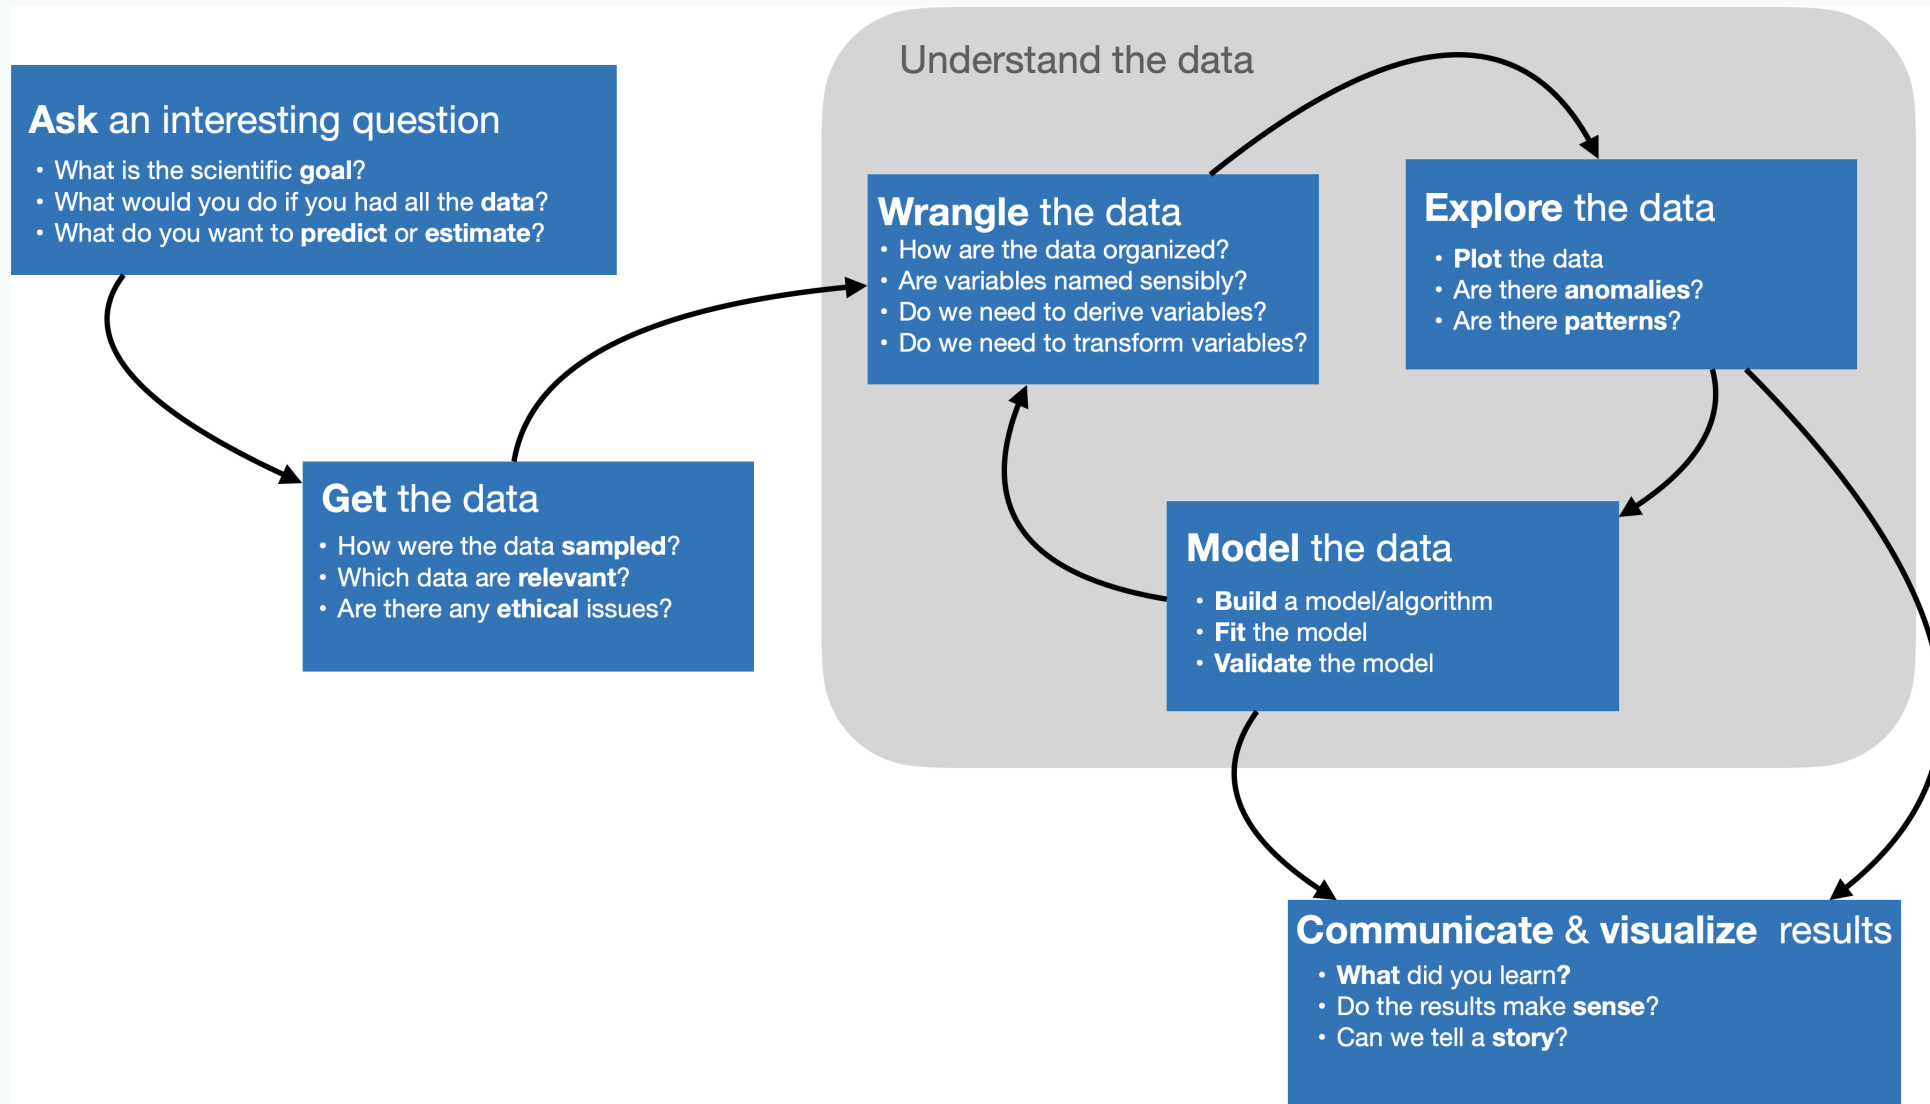 Ask an interesting question
• What is the scientific goal?
• What would you do if you had all the data?
• What do you want to predict or estimate?
Get the data
• How were the data sampled?
• Which data are relevant?
• Are there any ethical issues?
Understand the data
Wrangle the data
• How are the data organized?
• Are variables named sensibly?
• Do we need to derive variables?
• Do we need to transform variables?
Explore the data
• Plot the data
• Are there anomalies?
• Are there patterns?
Model the data
• Build a model/algorithm
• Fit the model
• Validate the model
Communicate & visualize results
• What did you learn?
• Do the results make sense?
• Can we tell a story?